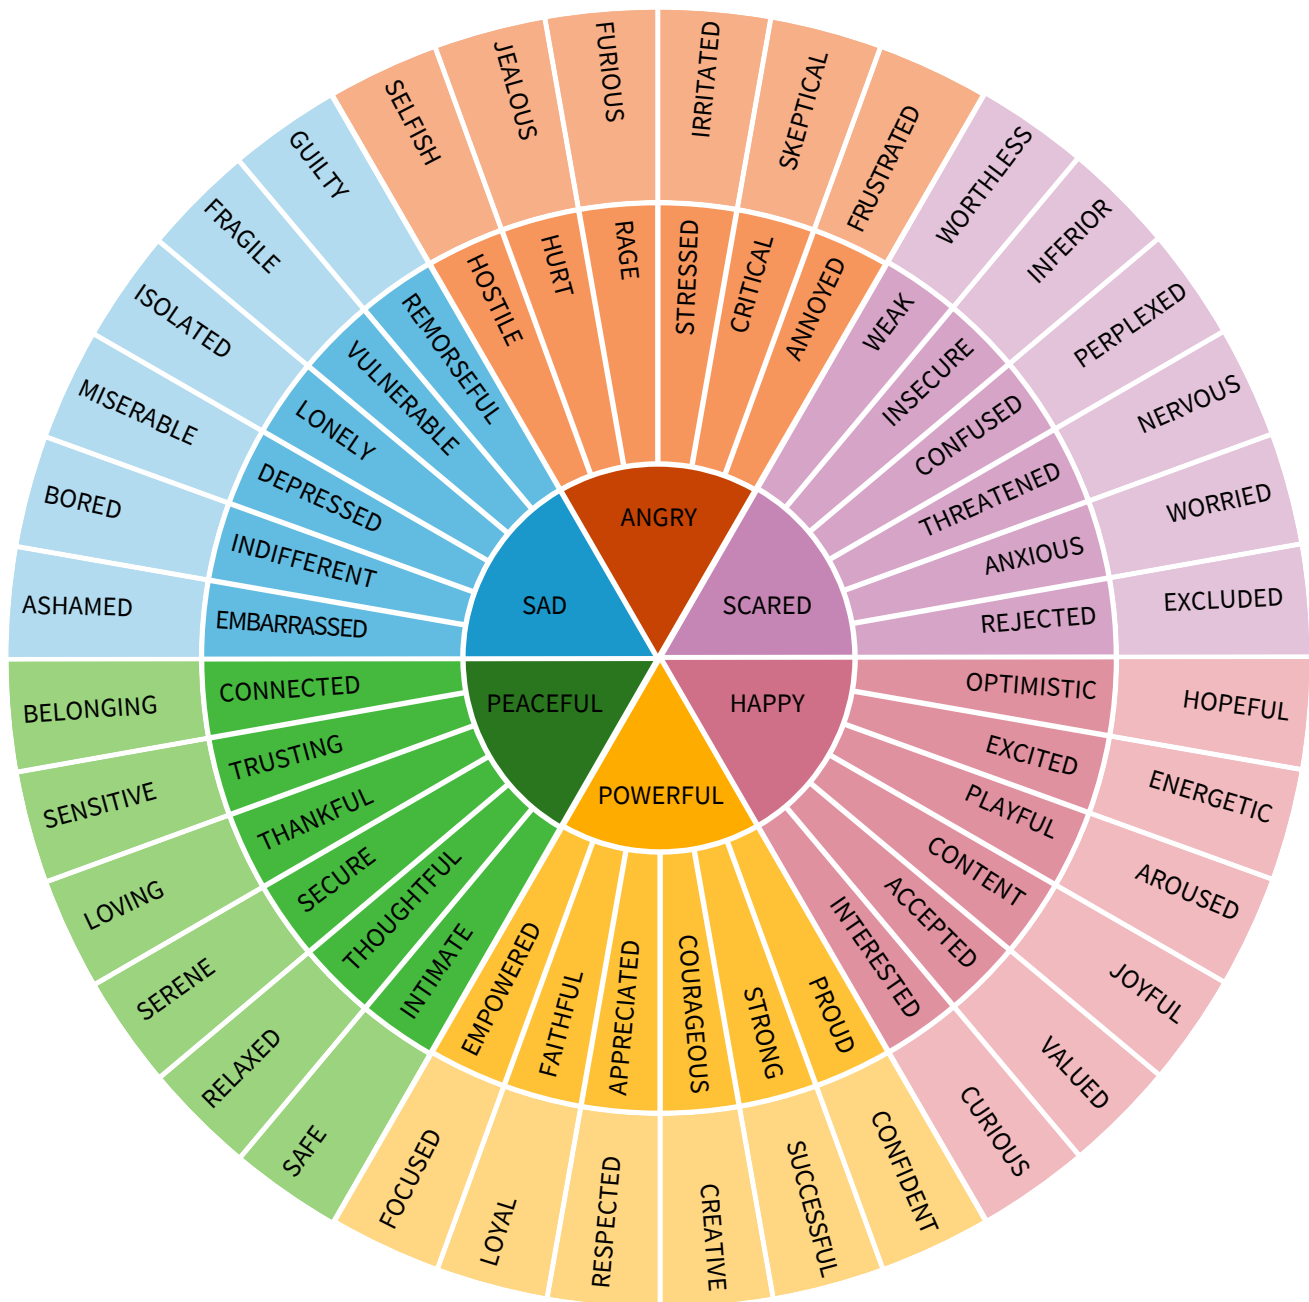 ANGRY
SCARED
HAPPY
POWERFUL
PEACEFUL
SAD
HOSTILE
HURT
RAGE
STRESSED
CRITICAL
ANNOYED
WEAK
INSECURE
CONFUSED
THREATENED
ANXIOUS
REJECTED
OPTIMISTIC
EXCITED
PLAYFUL
CONTENT
ACCEPTED
INTERESTED
PROUD
STRONG
COURAGEOUS
APPRECIATED
FAITHFUL
EMPOWERED
INTIMATE
THOUGHTFUL
SECURE
THANKFUL
TRUSTING
CONNECTED
EMBARRASSED
INDIFFERENT
DEPRESSED
LONELY
VULNERABLE
REMORSEFUL
SELFISH
JEALOUS
FURIOUS
IRRITATED
SKEPTICAL
FRUSTRATED
WORTHLESS
INFERIOR
PERPLEXED
NERVOUS
WORRIED
EXCLUDED
HOPEFUL
ENERGETIC
AROUSED
JOYFUL
VALUED
CURIOUS
CONFIDENT
SUCCESSFUL
CREATIVE
RESPECTED
LOYAL
FOCUSED
SAFE
RELAXED
SERENE
LOVING
SENSITIVE
BELONGING
ASHAMED
BORED
MISERABLE
ISOLATED
FRAGILE
GUILTY